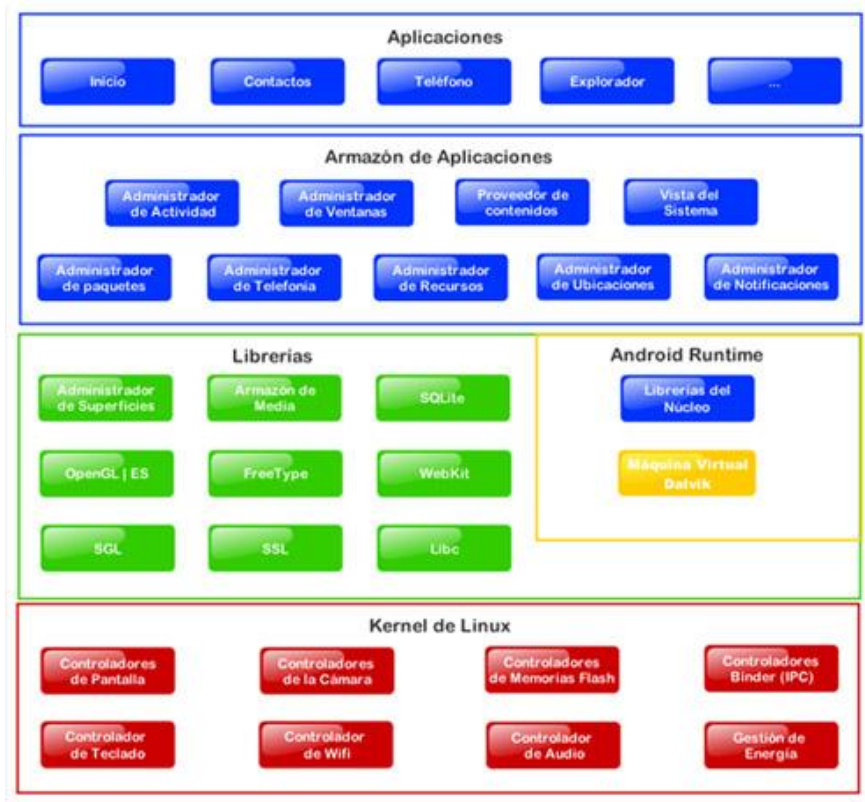 Aplicaciones
Inicio
Contactos
Teléfono
Explorador
...
Armazón de Aplicaciones
Administrador
de Actividad
Administrador
de Ventanas
Proveedor de
contenidos
Vista del
Sistema
Administrador
de paquetes
Administrador
de Telefonía
Administrador
de Recursos
Administrador
de Ubicaciones
Administrador
de Notificaciones
Librerías
Administrador
de Superficies
Armazón de
Media
SQLite
OpenGL | ES
FreeType
WebKit
SGL
SSL
Libc
Android Runtime
Librerías del
Núcleo
Máquina Virtual
Dalvik
Kernel de Linux
Controladores
de Pantalla
Controladores
de la Cámara
Controladores
de Memorias Flash
Controladores
Binder (IPC)
Controlador
de Teclado
Controlador
de Wifi
Controlador
de Audio
Gestión de
Energía